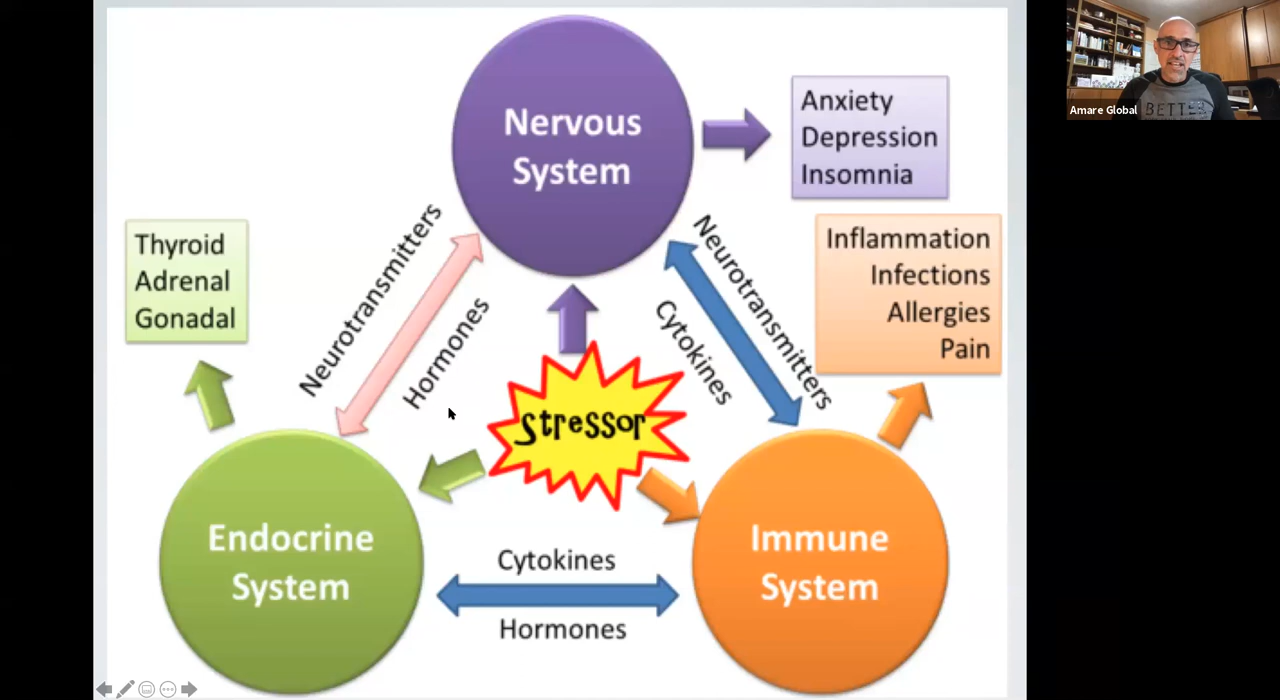 Nervous
System
Anxiety
Depression
Insomnia
Thyroid
Adrenal
Gonadal
Neurotransmitters
Hormones
Neurotransmitters
Cytokines
Inflammation
Infections
Allergies
Pain
stressor
Endocrine
System
Cytokines
Hormones
Immune
System
Amare Global
BETTER